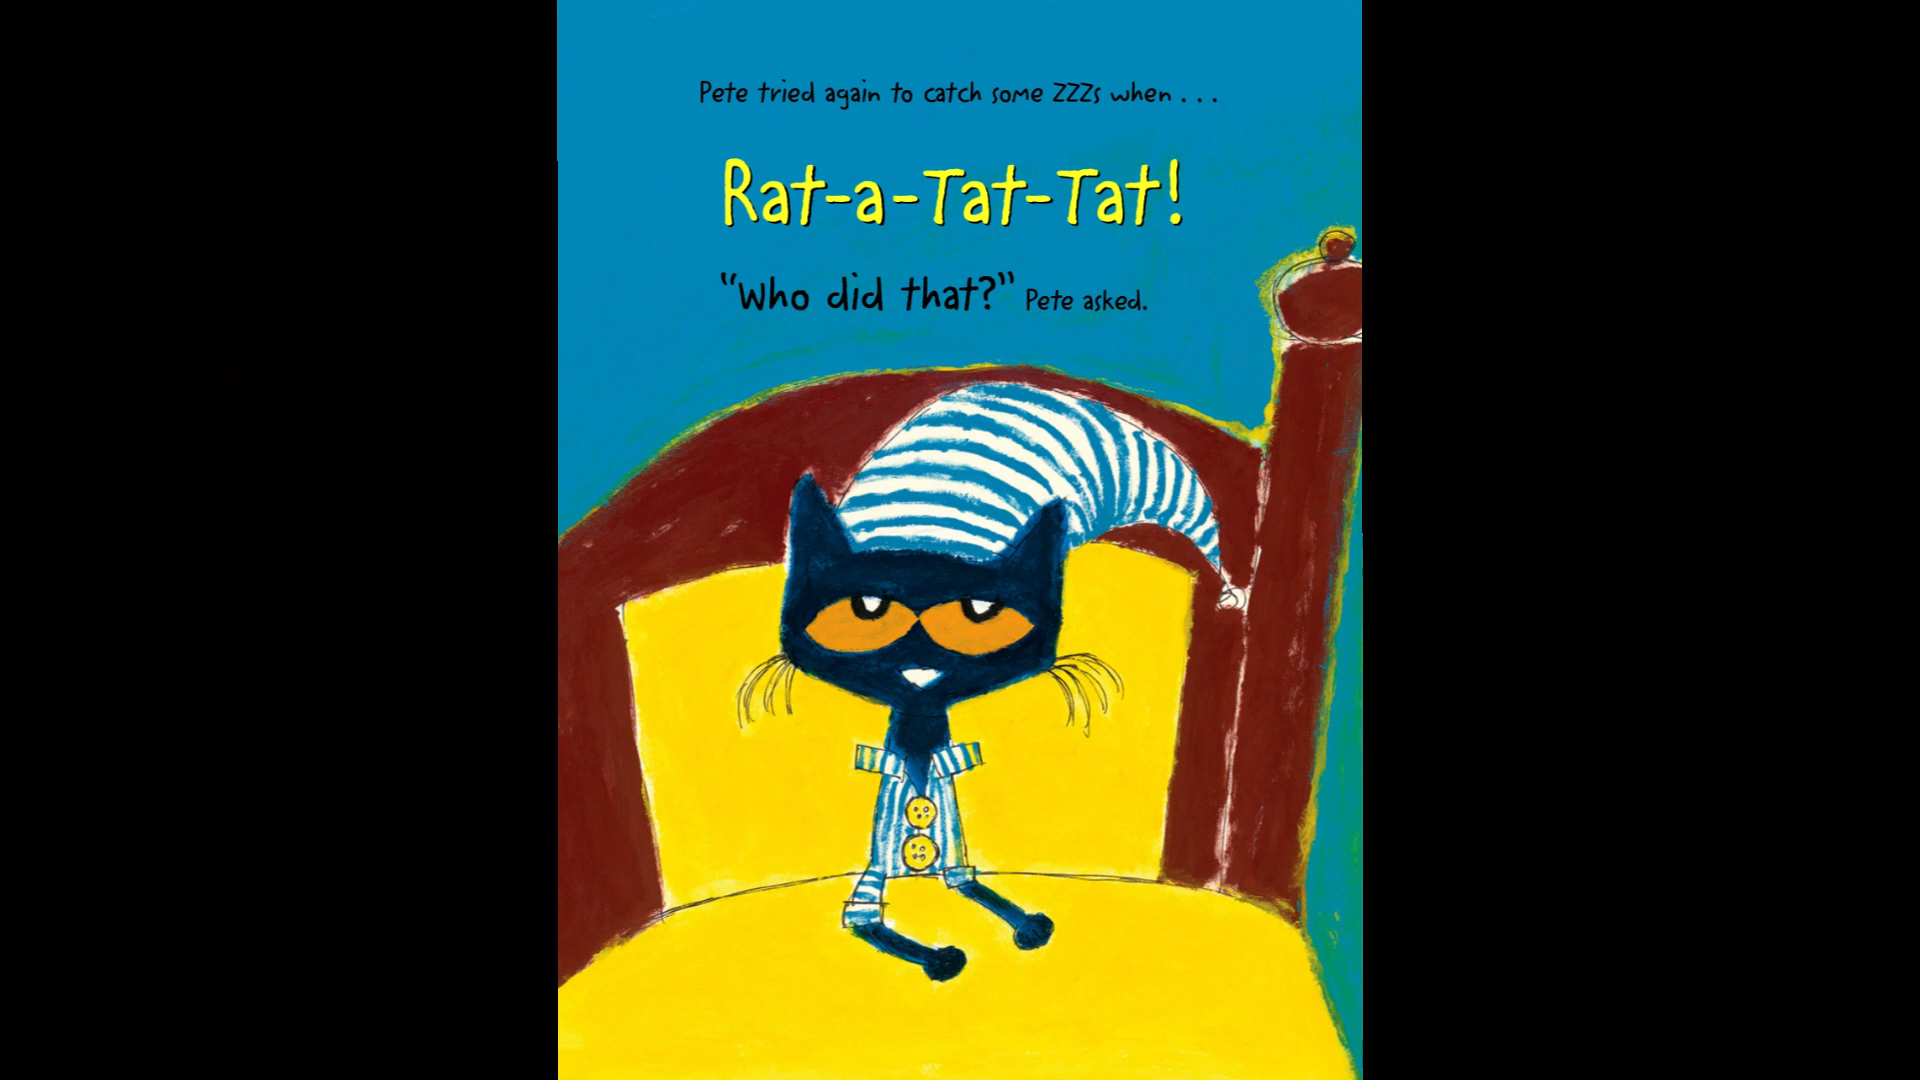 Pete tried again to catch some ZZZs when . . .
Rat-a-Tat-Tat!
“Who did that?” Pete asked.